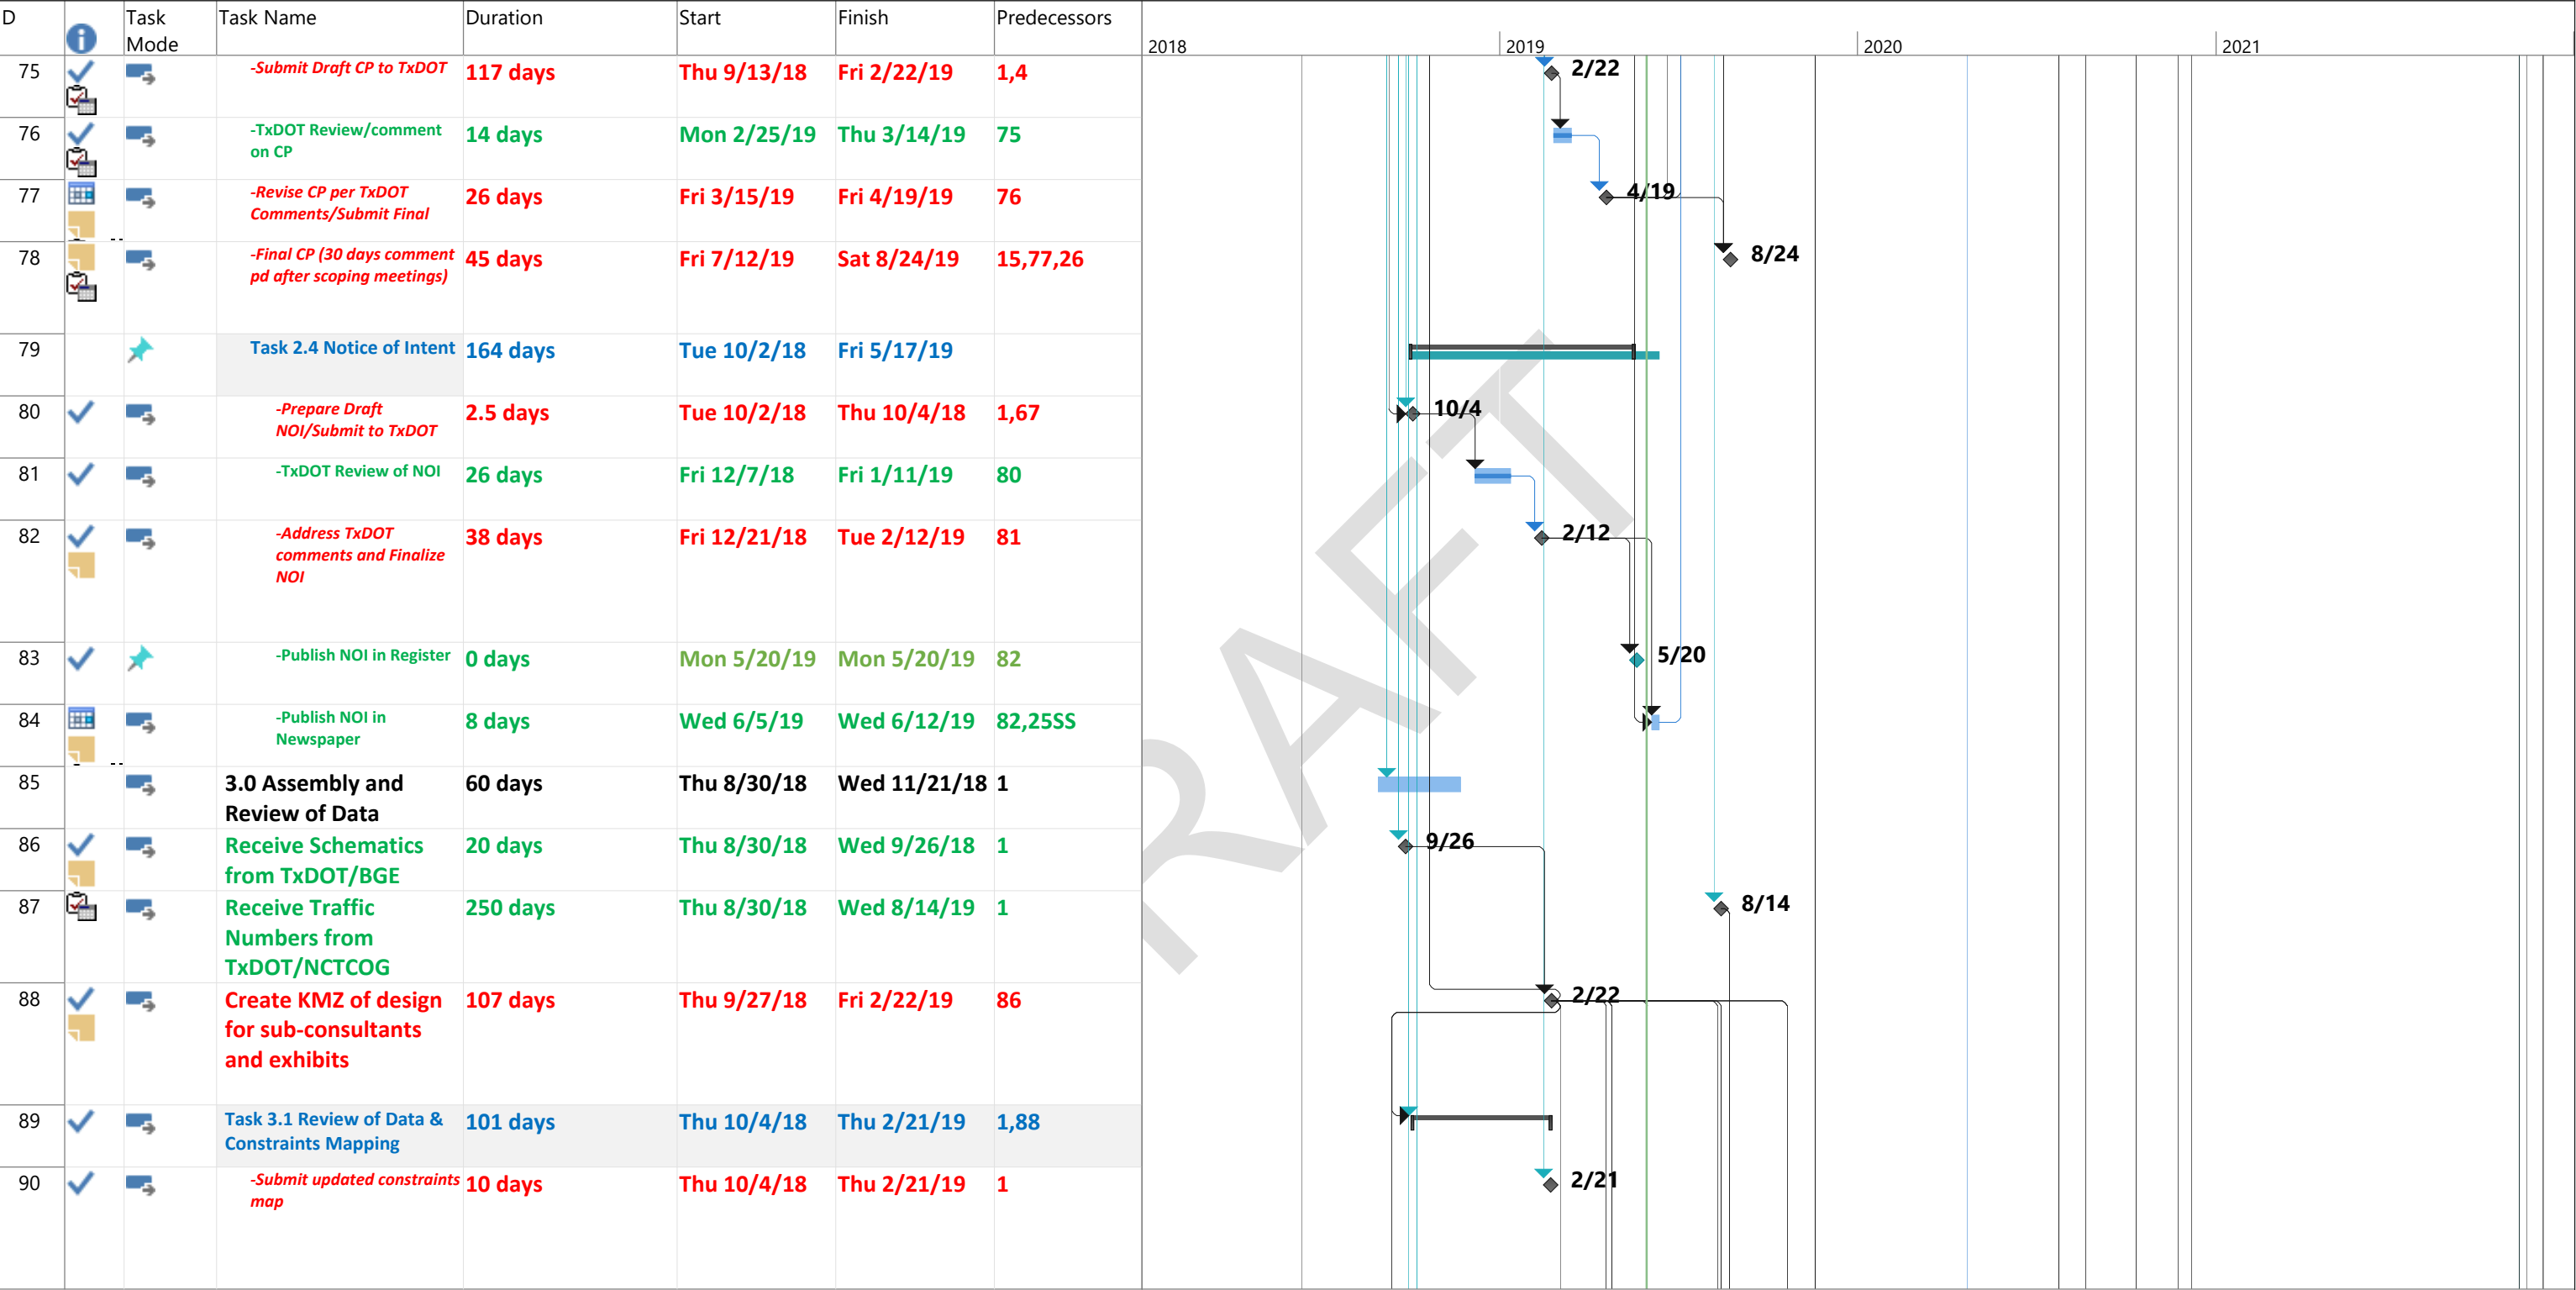 D Task Mode Task Name Duration Start Finish Predecessors
2018 2019 2020 2021
75 -Submit Draft CP to TxDOT 117 days Thu 9/13/18 Fri 2/22/19 1,4 2/22
76 -TxDOT Review/comment on CP 14 days Mon 2/25/19 Thu 3/14/19 75
77 -Revise CP per TxDOT Comments/Submit Final 26 days Fri 3/15/19 Fri 4/19/19 76 4/19
78 -Final CP (30 days comment pd after scoping meetings) 45 days Fri 7/12/19 Sat 8/24/19 15,77,26 8/24
79 Task 2.4 Notice of Intent 164 days Tue 10/2/18 Fri 5/17/19
80 -Prepare Draft NOI/Submit to TxDOT 2.5 days Tue 10/2/18 Thu 10/4/18 1,67 10/4
81 -TxDOT Review of NOI 26 days Fri 12/7/18 Fri 1/11/19 80
82 -Address TxDOT comments and Finalize NOI 38 days Fri 12/21/18 Tue 2/12/19 81 2/12
83 -Publish NOI in Register 0 days Mon 5/20/19 Mon 5/20/19 82 5/20
84 -Publish NOI in Newspaper 8 days Wed 6/5/19 Wed 6/12/19 82,25SS
85 3.0 Assembly and Review of Data 60 days Thu 8/30/18 Wed 11/21/18 1
86 Receive Schematics from TxDOT/BGE 20 days Thu 8/30/18 Wed 9/26/18 1 9/26
87 Receive Traffic Numbers from TxDOT/NCTCOG 250 days Thu 8/30/18 Wed 8/14/19 1 8/14
88 Create KMZ of design for sub-consultants and exhibits 107 days Thu 9/27/18 Fri 2/22/19 86 2/22
89 Task 3.1 Review of Data & Constraints Mapping 101 days Thu 10/4/18 Thu 2/21/19 1,88
90 -Submit updated constraints map 10 days Thu 10/4/18 Thu 2/21/19 1 2/21
RAFT